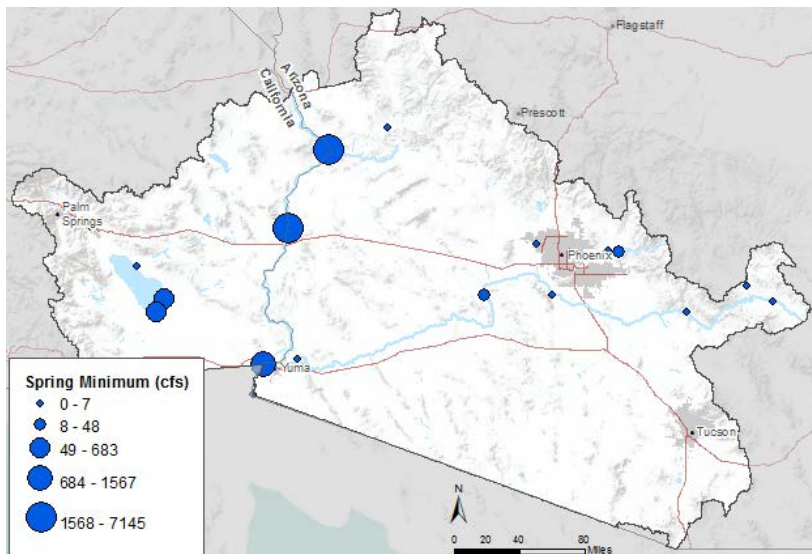 Flagstaff
Arizona
California
Prescott
Palm
Springs
Phoenix
Yuma
Tucson
Spring Minimum (cfs)
0 - 7
8 - 48
49 - 683
684 - 1567
1568 - 7145
N
0 20 40 80
Miles